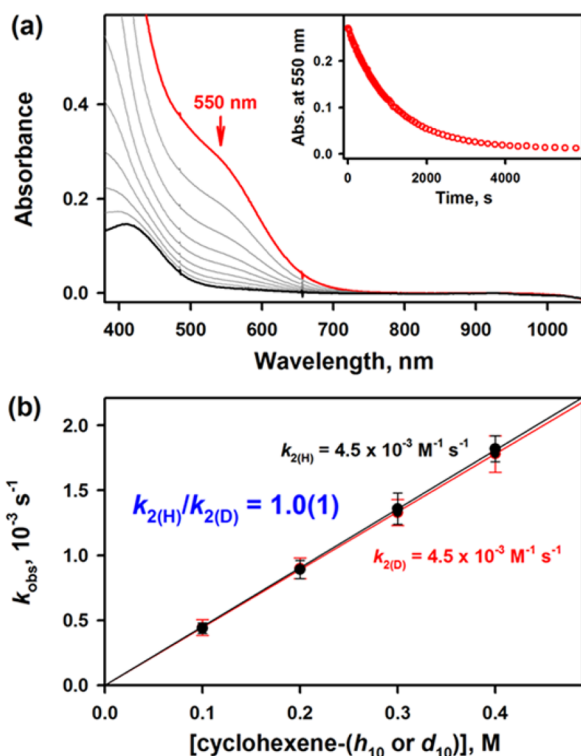 (a)
550 nm
Absorbance
0.4
0.2
0.0
400 500 600 700 800 900 1000
Wavelength, nm
Abs. at 550 nm
0.2
0.1
0.0
0 2000 4000
Time, s
(b)
k₂(H) = 4.5 x 10⁻³ M⁻¹ s⁻¹
k₂(H)/k₂(D) = 1.0(1)
k₂(D) = 4.5 x 10⁻³ M⁻¹ s⁻¹
kobs, 10⁻³ s⁻¹
2.0
1.5
1.0
0.5
0.0
0.0 0.1 0.2 0.3 0.4
[cyclohexene-(h₁₀ or d₁₀)], M